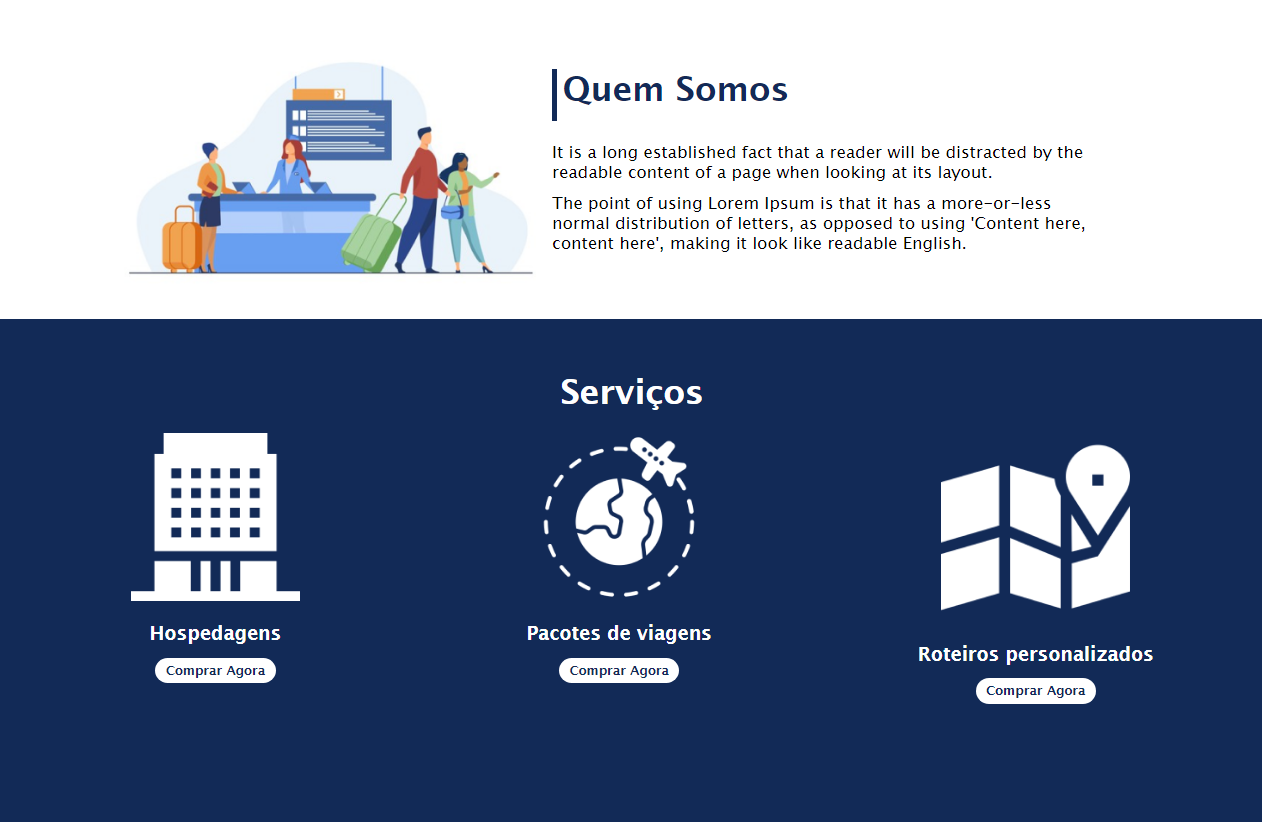 Quem Somos
It is a long established fact that a reader will be distracted by the
readable content of a page when looking at its layout.
The point of using Lorem Ipsum is that it has a more-or-less
normal distribution of letters, as opposed to using 'Content here,
content here', making it look like readable English.
Serviços
Hospedagens
Comprar Agora
Pacotes de viagens
Comprar Agora
Roteiros personalizados
Comprar Agora